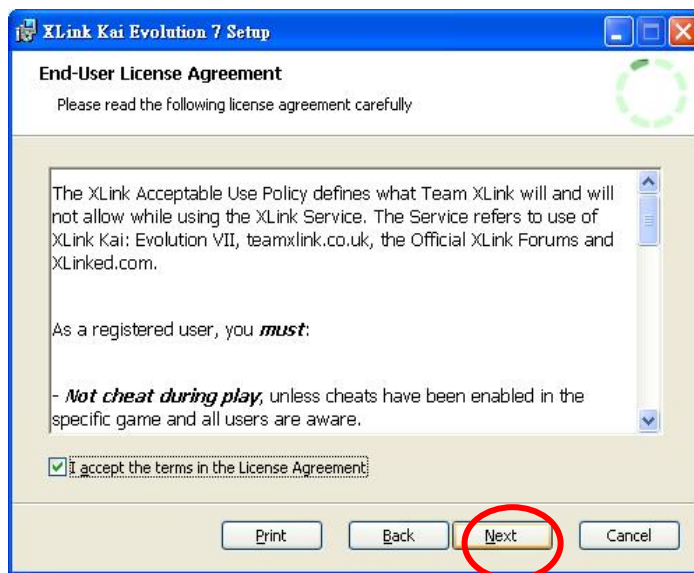 XLink Kai Evolution 7 Setup
End-User License Agreement
Please read the following license agreement carefully
The XLink Acceptable Use Policy defines what Team XLink will and will
not allow while using the XLink Service. The Service refers to use of
XLink Kai: Evolution VII, teamxlink.co.uk, the Official XLink Forums and
XLinked.com.
As a registered user, you must:
- Not cheat during play, unless cheats have been enabled in the
specific game and all users are aware.
I accept the terms in the License Agreement
Print Back Next Cancel